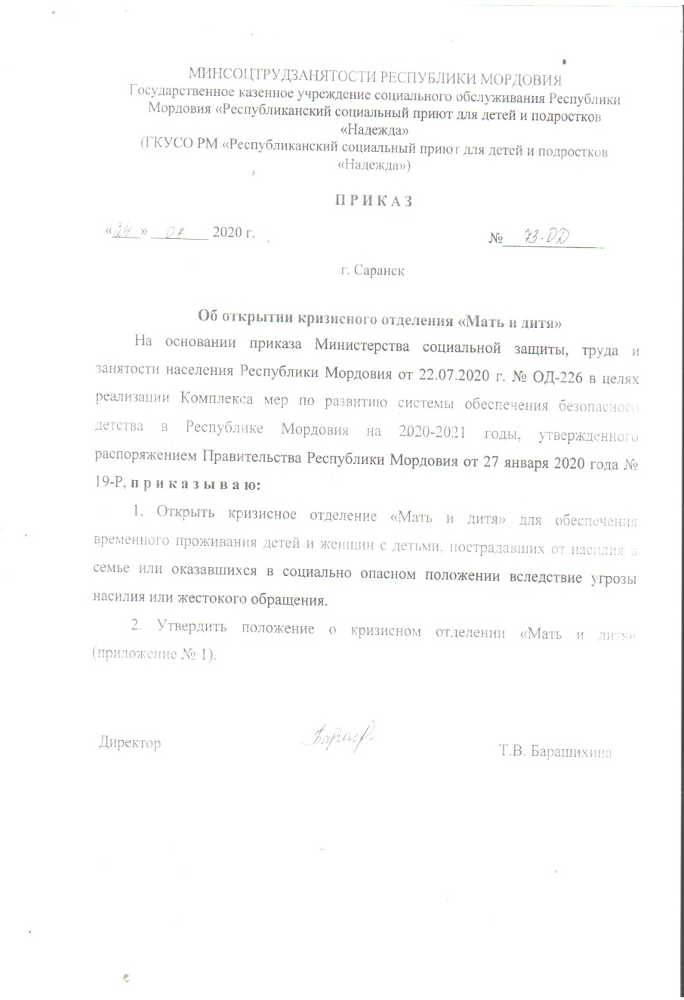 МИНСОЦТРУДЗАНЯТОСТИ РЕСПУБЛИКИ МОРДОВИЯ
Государственное казенное учреждение социального обслуживания Республики
Мордовия «Республиканский социальный приют для детей и подростков
«Надежда»
(ГКУСО РМ «Республиканский социальный приют для детей и подростков
«Надежда»)
П Р И К А З
«24» 07 2020 г. № 73-ОД
г. Саранск
Об открытии кризисного отделения «Мать и дитя»
На основании приказа Министерства социальной защиты, труда и
занятости населения Республики Мордовия от 22.07.2020 г. № ОД-226 в целях
реализации Комплекса мер по развитию системы обеспечения безопасного
детства в Республике Мордовия на 2020-2021 годы, утвержденного
распоряжением Правительства Республики Мордовия от 27 января 2020 года №
19-Р, п р и к а з ы в а ю:
1. Открыть кризисное отделение «Мать и дитя» для обеспечения
временного проживания детей и женщин с детьми, пострадавших от насилия в
семье или оказавшихся в социально опасном положении вследствие угрозы
насилия или жестокого обращения.
2. Утвердить положение о кризисном отделении «Мать и дитя»
(приложение № 1).
Директор Т.В. Барашихина